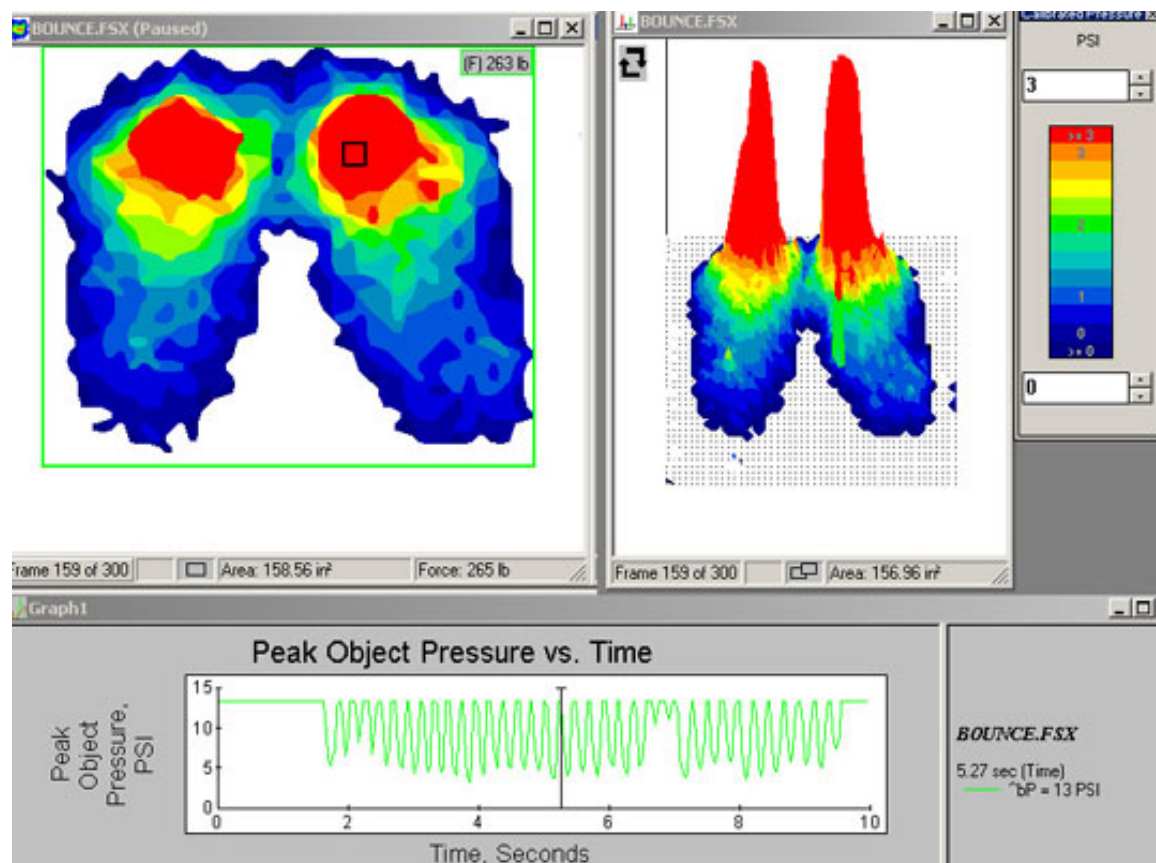 BOUNCE.FSX (Paused)
(F) 263 lb
Frame 159 of 300
Area: 158.56 in²
Force: 265 lb
BOUNCE.FSX
Frame 159 of 300
Area: 156.96 in²
Calibrated Pressure
PSI
3
>= 3
3
2
1
0
>= 0
0
Graph1
Peak Object Pressure vs. Time
Peak
Object
Pressure,
PSI
15
10
5
0
0
2
4
6
8
10
Time, Seconds
BOUNCE.FSX
5.27 sec (Time)
^bP = 13 PSI